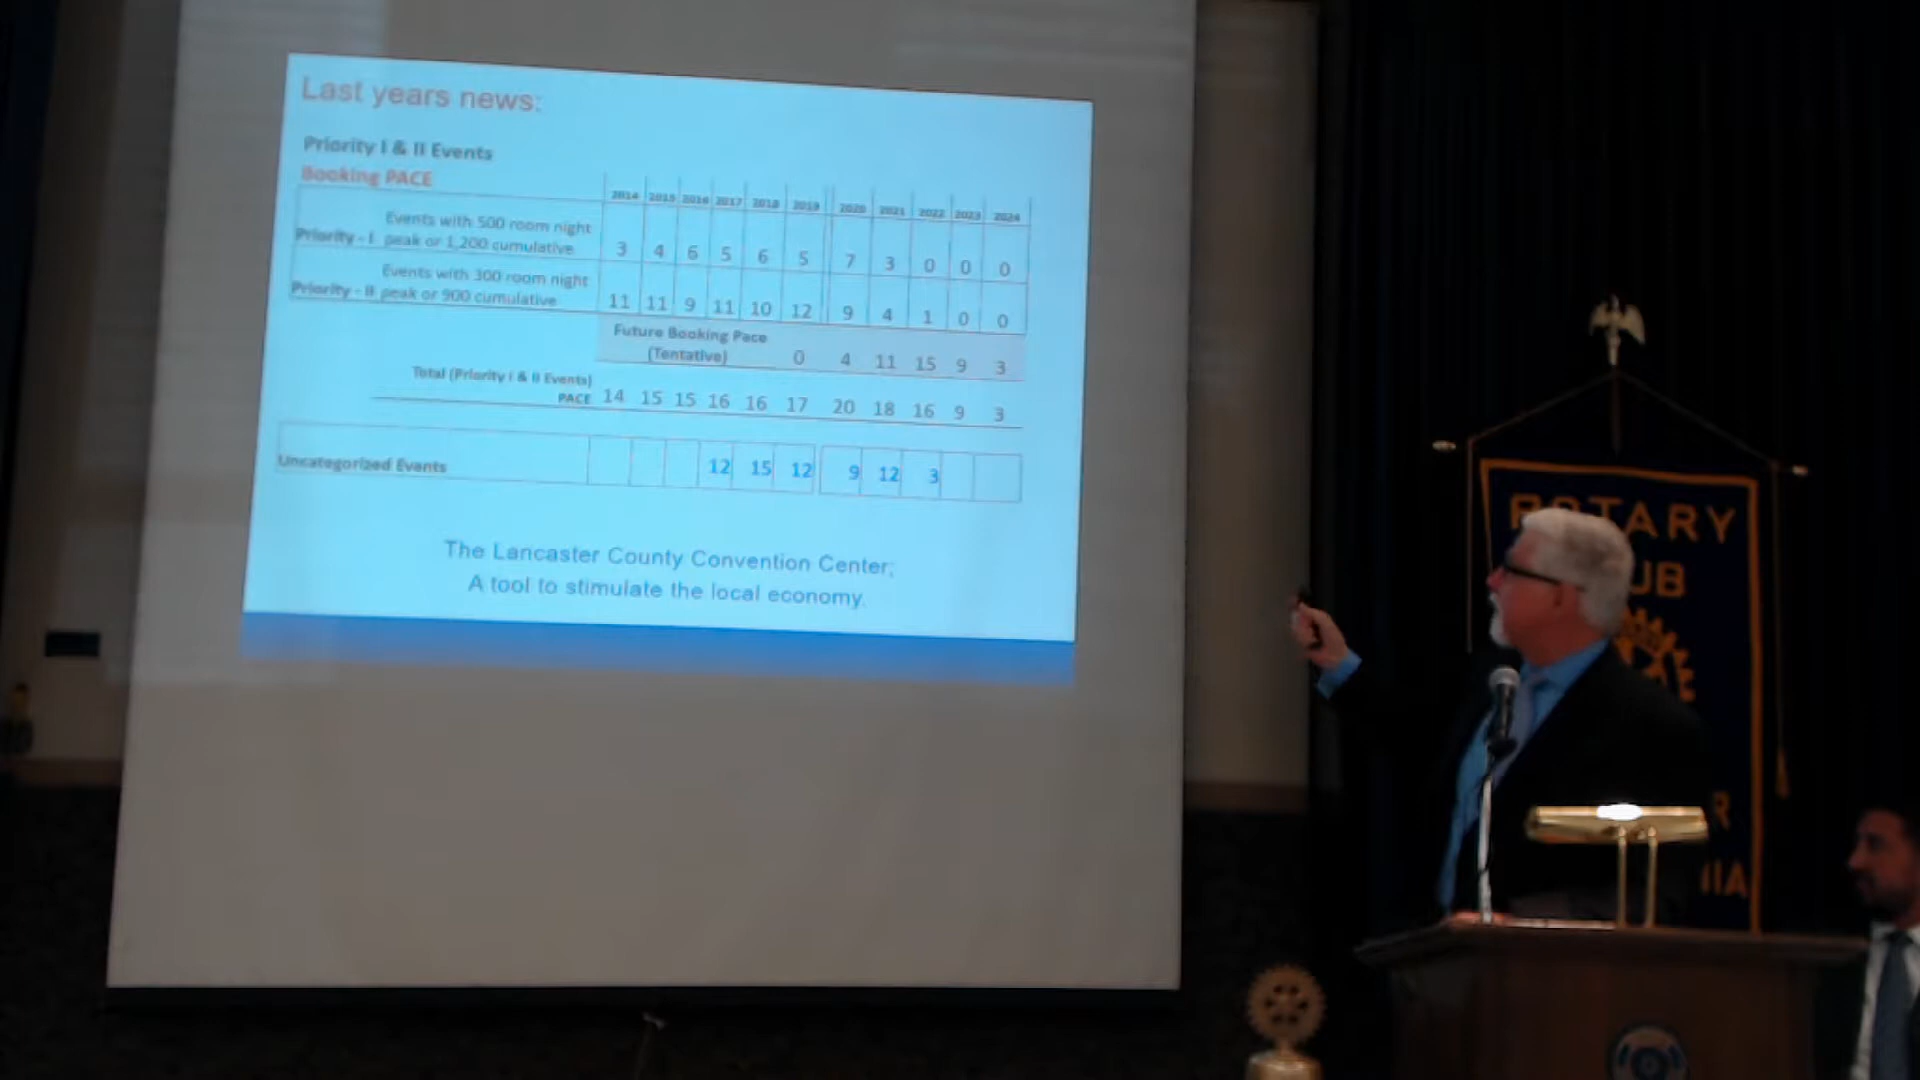 Last years news:
Priority I & II Events
Booking PACE
2014 2015 2016 2017 2018 2019 2020 2021 2022 2023 2024
Events with 500 room night
Priority - I peak or 1,200 cumulative 3 4 6 5 6 5 7 3 0 0 0
Events with 300 room night
Priority - II peak or 900 cumulative 11 11 9 11 10 12 9 4 1 0 0
Future Booking Pace
(Tentative) 0 4 11 15 9 3
Total (Priority I & II Events)
PACE 14 15 15 16 16 17 20 18 16 9 3
Uncategorized Events 12 15 12 9 12 3
The Lancaster County Convention Center;
A tool to stimulate the local economy.
ROTARY